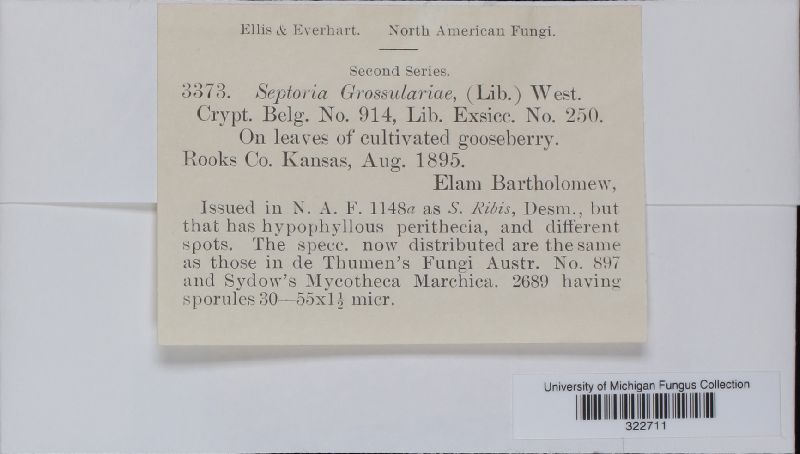 Ellis & Everhart. North American Fungi.
Second Series.
3373. Septoria Grossulariae, (Lib.) West.
Crypt. Belg. No. 914, Lib. Exsicc. No. 250.
On leaves of cultivated gooseberry.
Rooks Co. Kansas, Aug. 1895.
Elam Bartholomew,
Issued in N. A. F. 1148a as S. Ribis, Desm., but
that has hypophyllous perithecia, and different
spots. The specc. now distributed are the same
as those in de Thumen's Fungi Austr. No. 897
and Sydow's Mycotheca Marchica. 2689 having
sporules 30—55x1½ micr.
University of Michigan Fungus Collection
322711